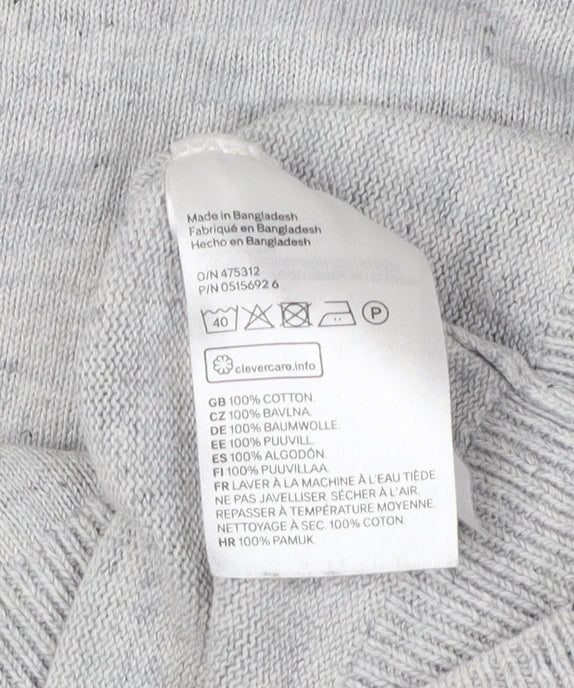 Made in Bangladesh
Fabriqué en Bangladesh
Hecho en Bangladesh
O/N 475312
P/N 0515692 6
40
P
clevercare.info
GB 100% COTTON.
CZ 100% BAVLNA.
DE 100% BAUMWOLLE.
EE 100% PUUVILL.
ES 100% ALGODÓN.
FI 100% PUUVILLAA.
FR LAVER À LA MACHINE À L'EAU TIÈDE.
NE PAS JAVELLISER. SÉCHER À L'AIR.
REPASSER À TEMPÉRATURE MOYENNE.
NETTOYAGE À SEC. 100% COTON.
HR 100% PAMUK.